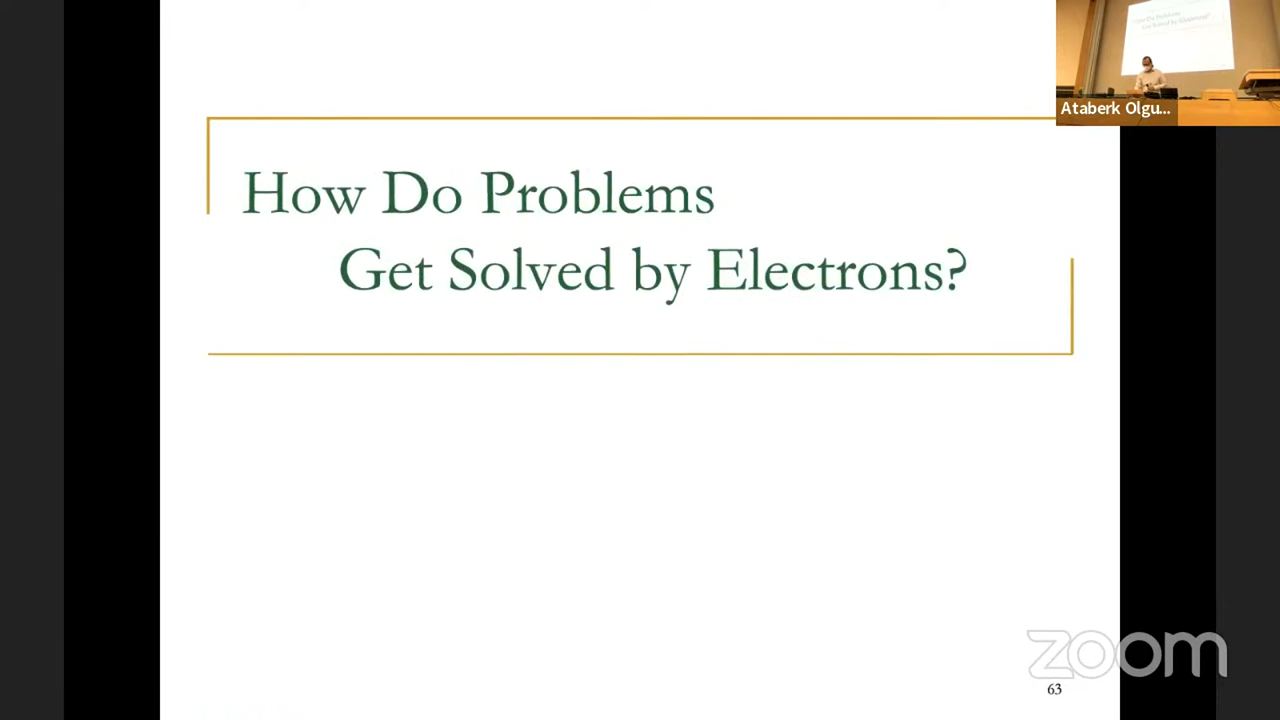 How Do Problems
Get Solved by Electrons?
Ataberk Olgu...
zoom
63